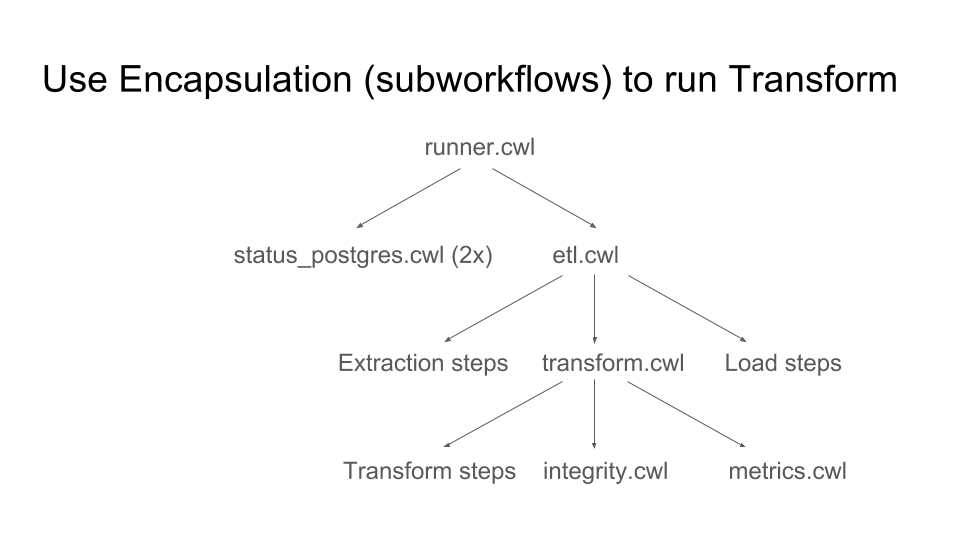 Use Encapsulation (subworkflows) to run Transform
runner.cwl
status_postgres.cwl (2x) etl.cwl
Extraction steps transform.cwl Load steps
Transform steps integrity.cwl metrics.cwl